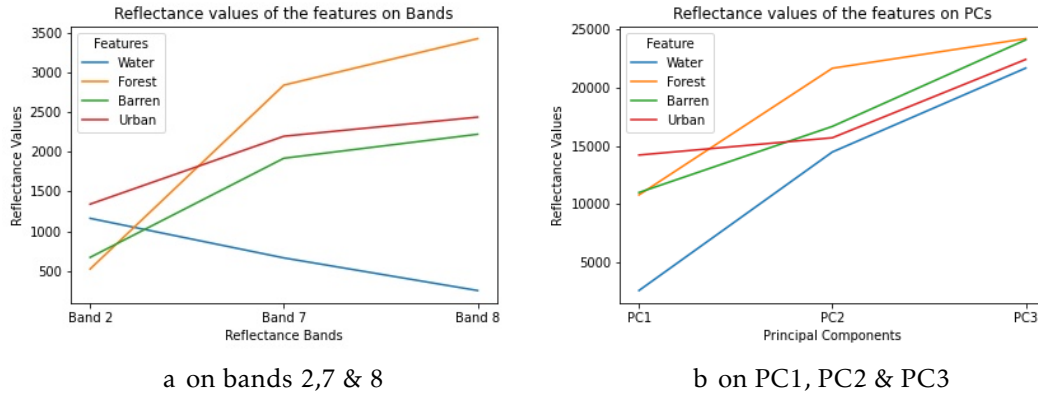 Reflectance values of the features on Bands
3500
3000
2500
2000
1500
1000
500
Reflectance Values
Features
Water
Forest
Barren
Urban
Band 2
Band 7
Band 8
Reflectance Bands
a on bands 2,7 & 8
Reflectance values of the features on PCs
25000
20000
15000
10000
5000
Reflectance Values
Feature
Water
Forest
Barren
Urban
PC1
PC2
PC3
Principal Components
b on PC1, PC2 & PC3